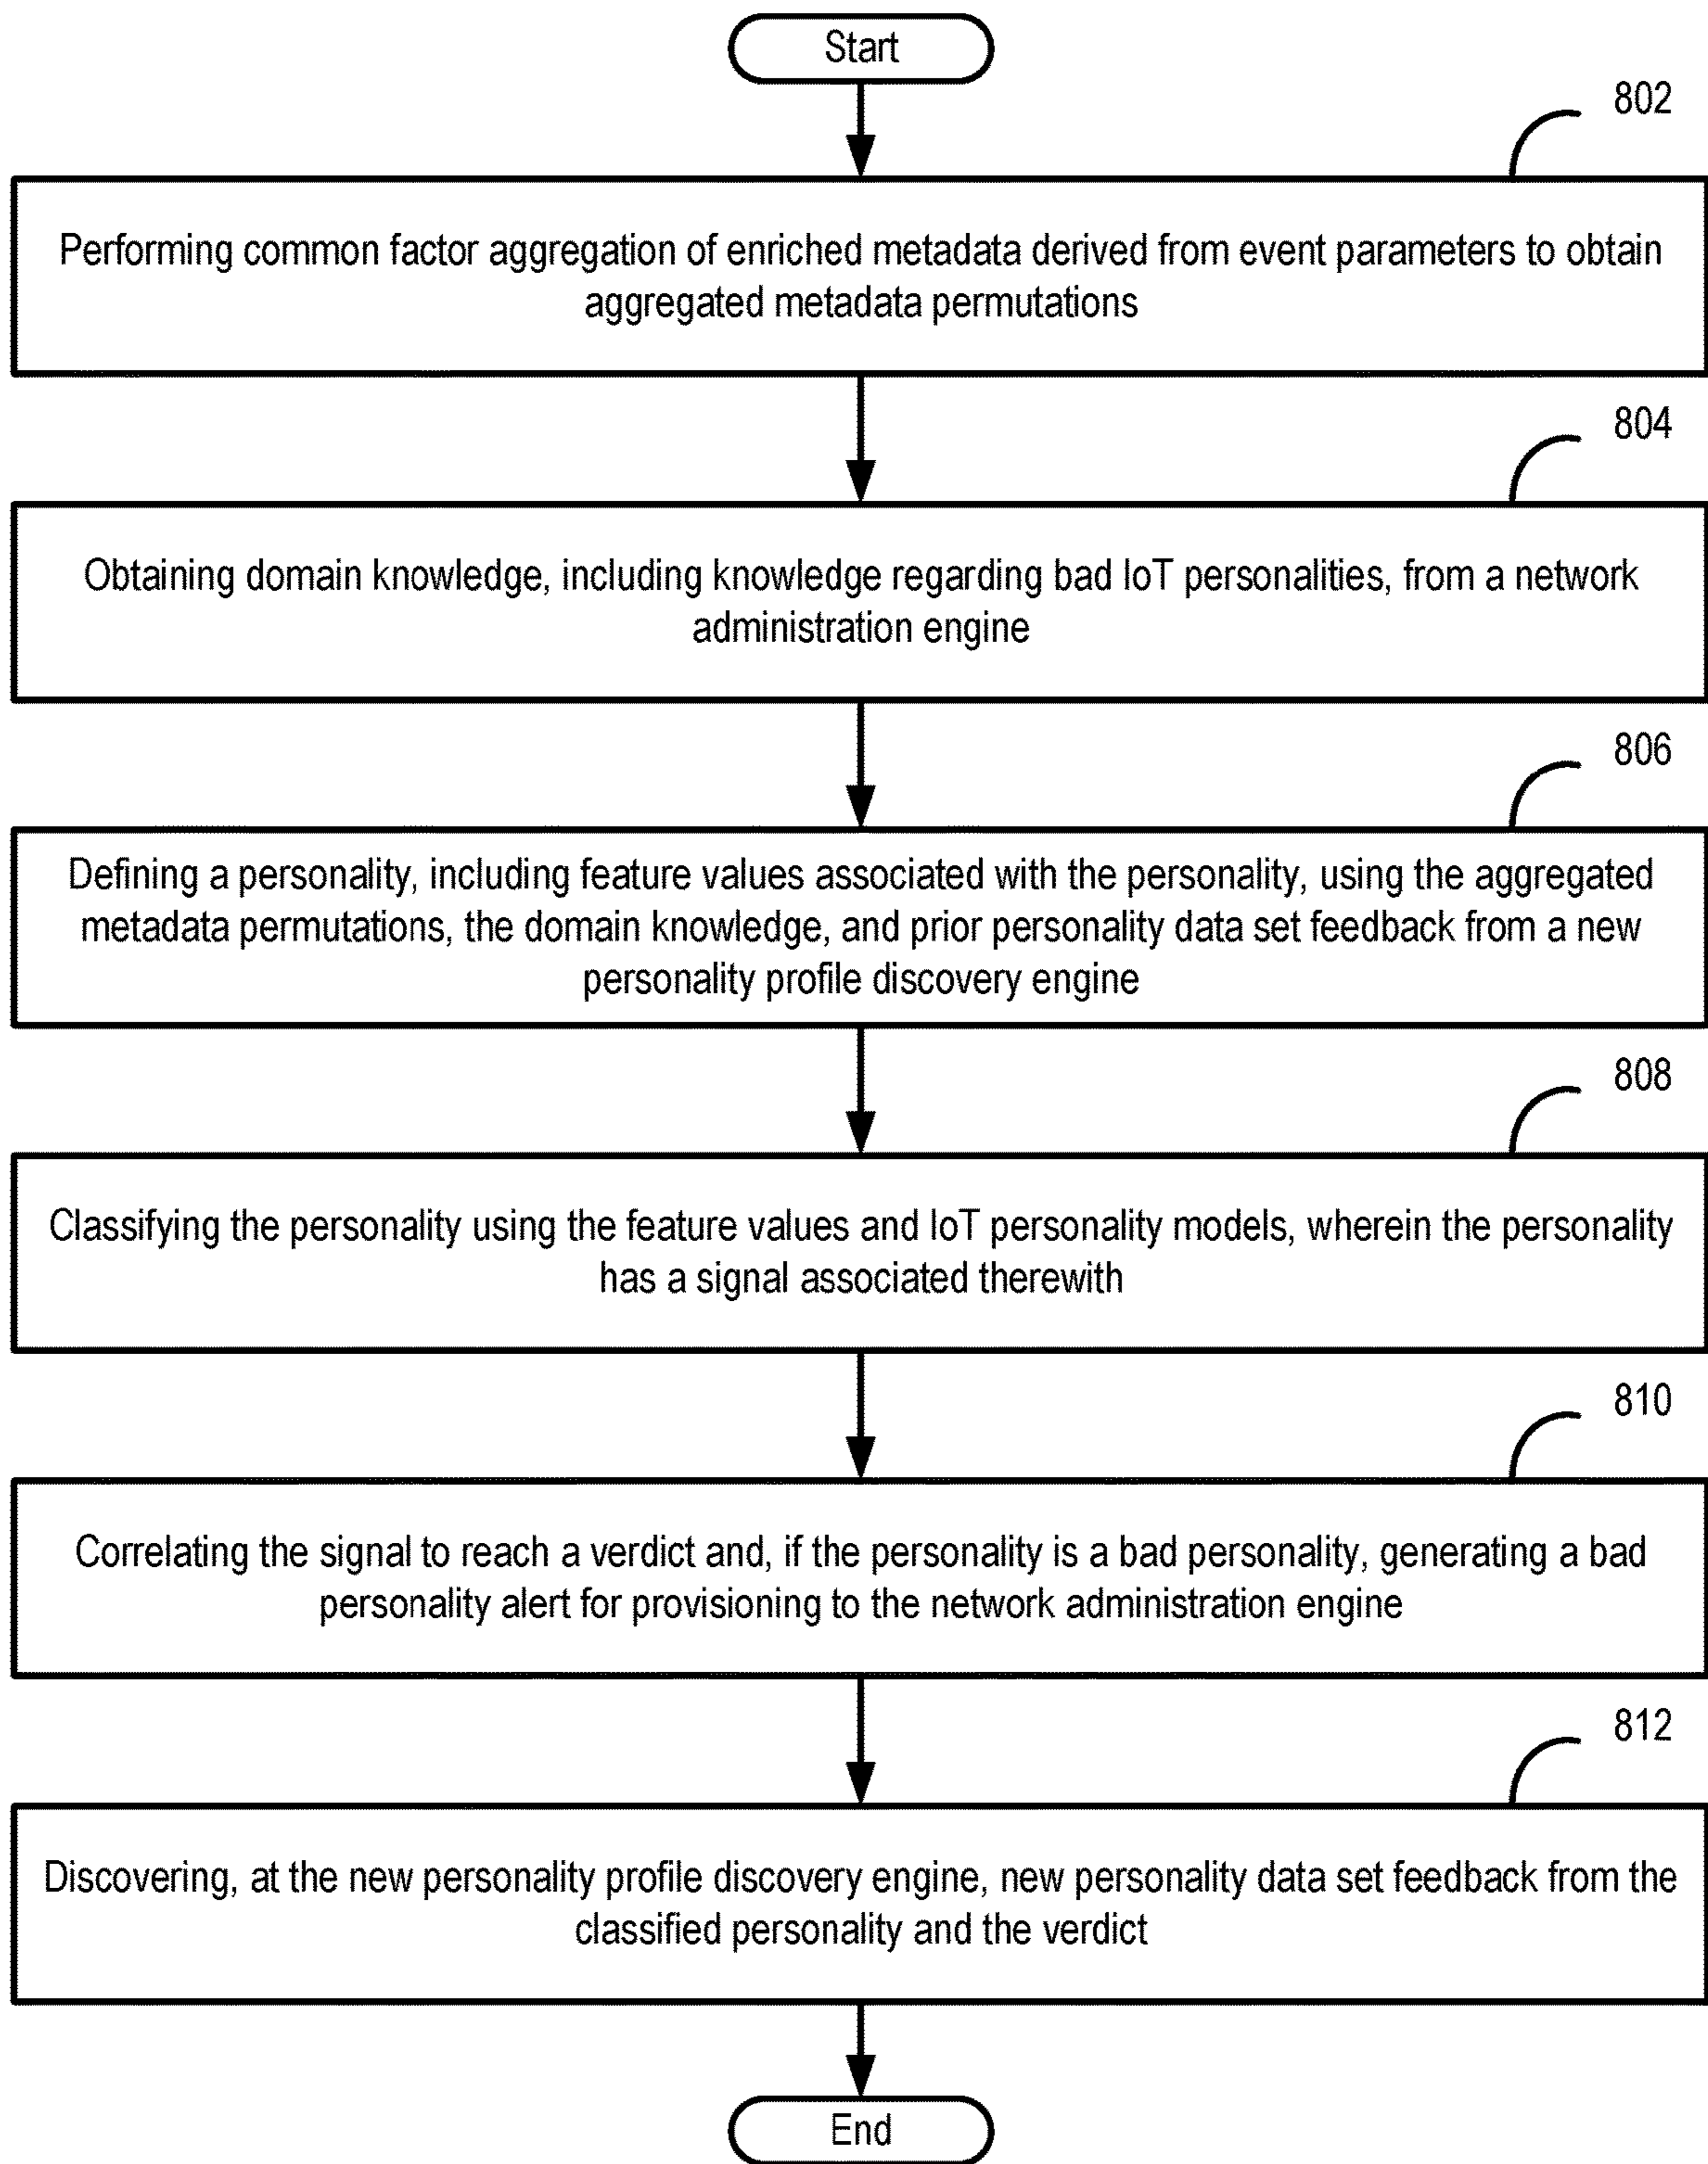 Start
802
Performing common factor aggregation of enriched metadata derived from event parameters to obtain
aggregated metadata permutations
804
Obtaining domain knowledge, including knowledge regarding bad IoT personalities, from a network
administration engine
806
Defining a personality, including feature values associated with the personality, using the aggregated
metadata permutations, the domain knowledge, and prior personality data set feedback from a new
personality profile discovery engine
808
Classifying the personality using the feature values and IoT personality models, wherein the personality
has a signal associated therewith
810
Correlating the signal to reach a verdict and, if the personality is a bad personality, generating a bad
personality alert for provisioning to the network administration engine
812
Discovering, at the new personality profile discovery engine, new personality data set feedback from the
classified personality and the verdict
End